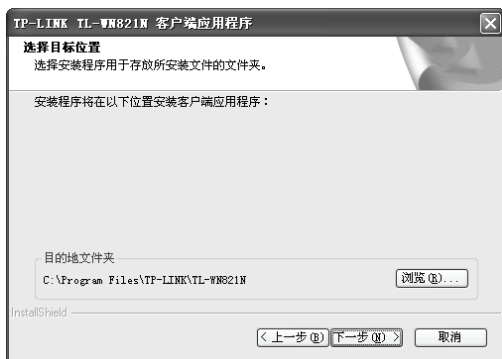 TP-LINK TL-WN821N 客户端应用程序
选择目标位置
选择安装程序用于存放所安装文件的文件夹。
安装程序将在以下位置安装客户端应用程序：
目的地文件夹
C:\Program Files\TP-LINK\TL-WN821N
浏览(R)...
InstallShield
< 上一步(B) 下一步(N) > 取消